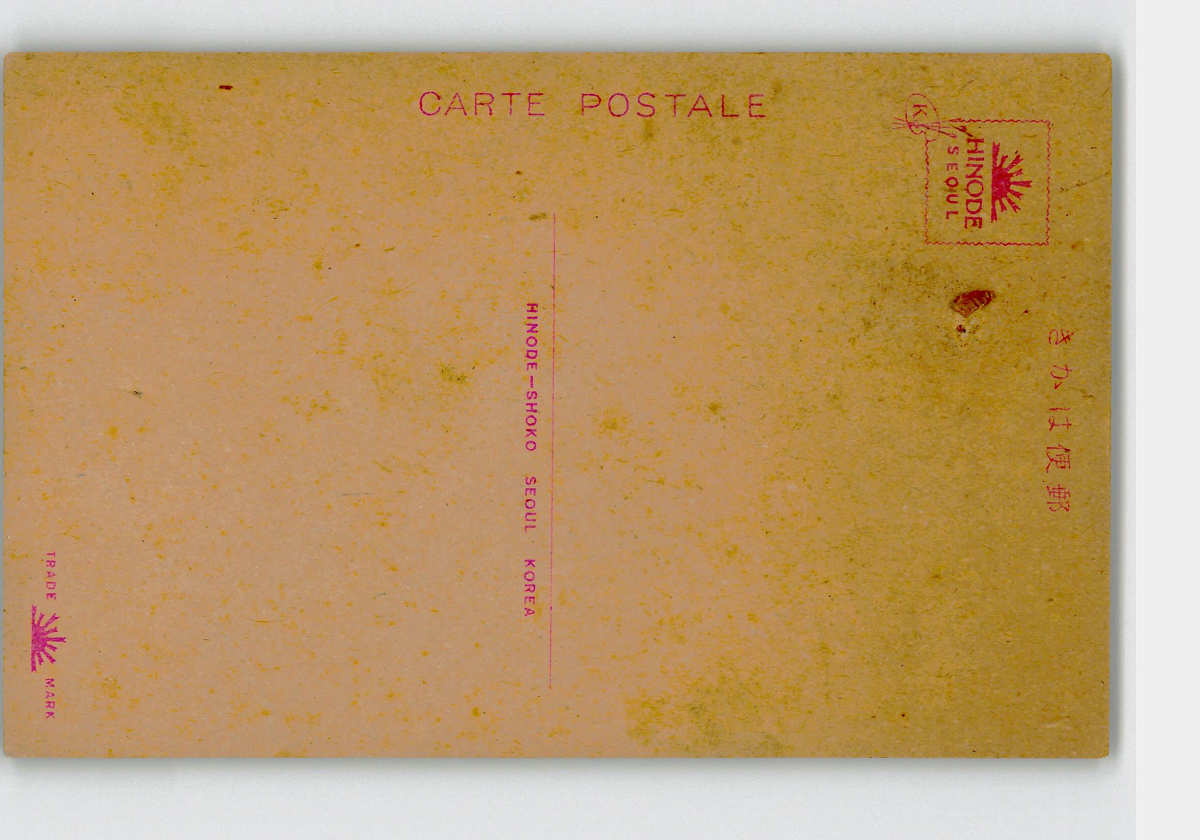 CARTE POSTALE
K
HINODE
SEOUL
きかは便郵
HINODE—SHOKO SEOUL KOREA
TRADE MARK